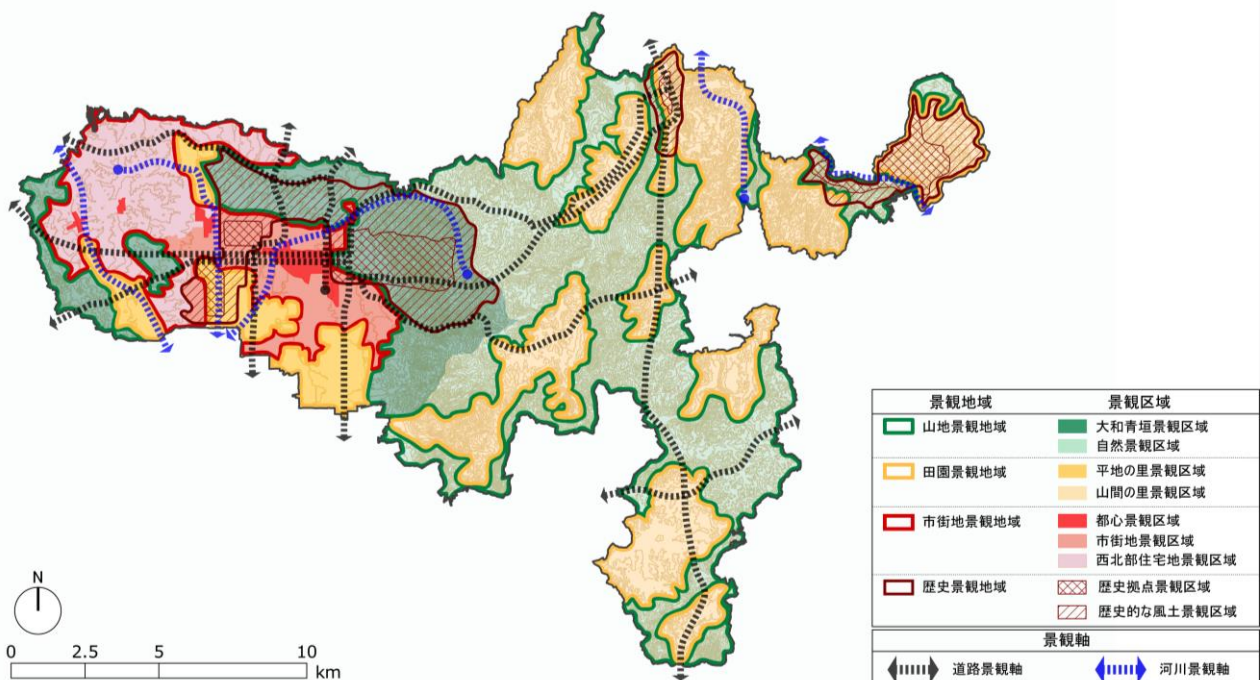 景観地域 景観区域
山地景観地域 大和青垣景観区域
自然景観区域
田園景観地域 平地の里景観区域
山間の里景観区域
市街地景観地域 都心景観区域
市街地景観区域
西北部住宅地景観区域
歴史景観地域 歴史拠点景観区域
歴史的な風土景観区域
景観軸
道路景観軸 河川景観軸
N
0 2.5 5 10
km